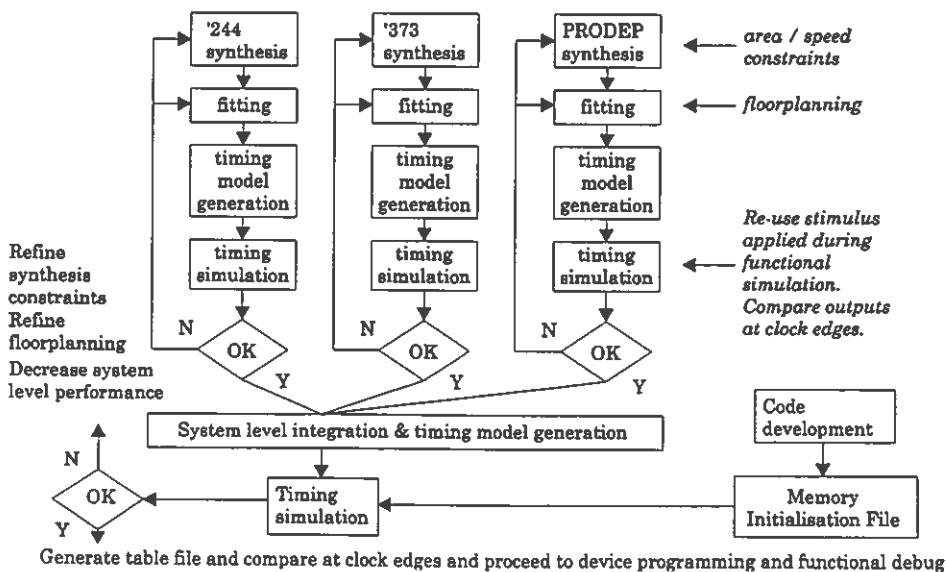 '244
synthesis
'373
synthesis
PRODEP
synthesis
area / speed
constraints
fitting
fitting
fitting
floorplanning
timing
model
generation
timing
model
generation
timing
model
generation
timing
simulation
timing
simulation
timing
simulation
Re-use stimulus
applied during
functional
simulation.
Compare outputs
at clock edges.
Refine
synthesis
constraints
Refine
floorplanning
Decrease system
level performance
N
OK
Y
N
OK
Y
N
OK
Y
System level integration & timing model generation
Code
development
N
OK
Y
Timing
simulation
Memory
Initialisation File
Generate table file and compare at clock edges and proceed to device programming and functional debug